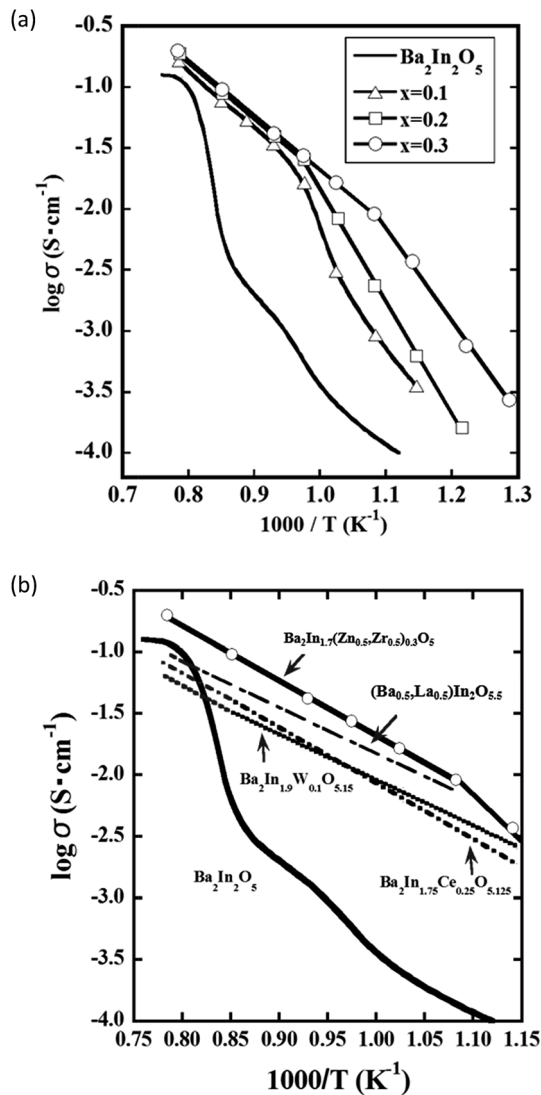 (a)
-0.5
-1.0
-1.5
-2.0
-2.5
-3.0
-3.5
-4.0
log σ (S・cm⁻¹)
Ba₂In₂O₅
x=0.1
x=0.2
x=0.3
0.7 0.8 0.9 1.0 1.1 1.2 1.3
1000 / T (K⁻¹)
(b)
-0.5
-1.0
-1.5
-2.0
-2.5
-3.0
-3.5
-4.0
log σ (S・cm⁻¹)
Ba₂In₁.₇(Zn₀.₅,Zr₀.₅)₀.₃O₅
(Ba₀.₅,La₀.₅)In₂O₅.₅
Ba₂In₁.₉W₀.₁O₅.₁₅
Ba₂In₂O₅
Ba₂In₁.₇₅Ce₀.₂₅O₅.₁₂₅
0.75 0.80 0.85 0.90 0.95 1.00 1.05 1.10 1.15
1000/T (K⁻¹)